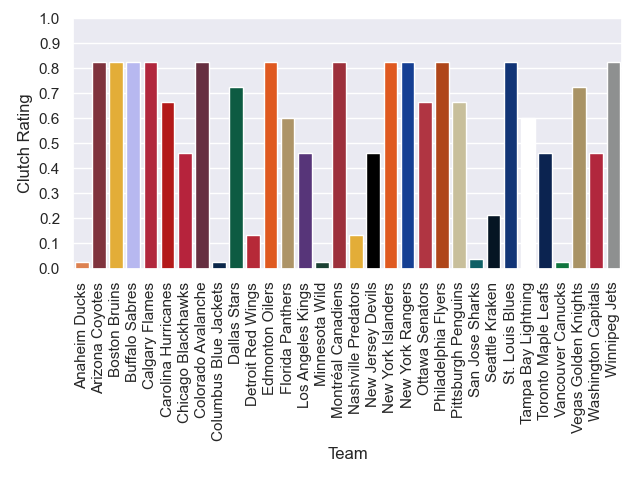 1.0
0.9
0.8
0.7
0.6
0.5
0.4
0.3
0.2
0.1
0.0
Clutch Rating
Anaheim Ducks
Arizona Coyotes
Boston Bruins
Buffalo Sabres
Calgary Flames
Carolina Hurricanes
Chicago Blackhawks
Colorado Avalanche
Columbus Blue Jackets
Dallas Stars
Detroit Red Wings
Edmonton Oilers
Florida Panthers
Los Angeles Kings
Minnesota Wild
Montréal Canadiens
Nashville Predators
New Jersey Devils
New York Islanders
New York Rangers
Ottawa Senators
Philadelphia Flyers
Pittsburgh Penguins
San Jose Sharks
Seattle Kraken
St. Louis Blues
Tampa Bay Lightning
Toronto Maple Leafs
Vancouver Canucks
Vegas Golden Knights
Washington Capitals
Winnipeg Jets
Team